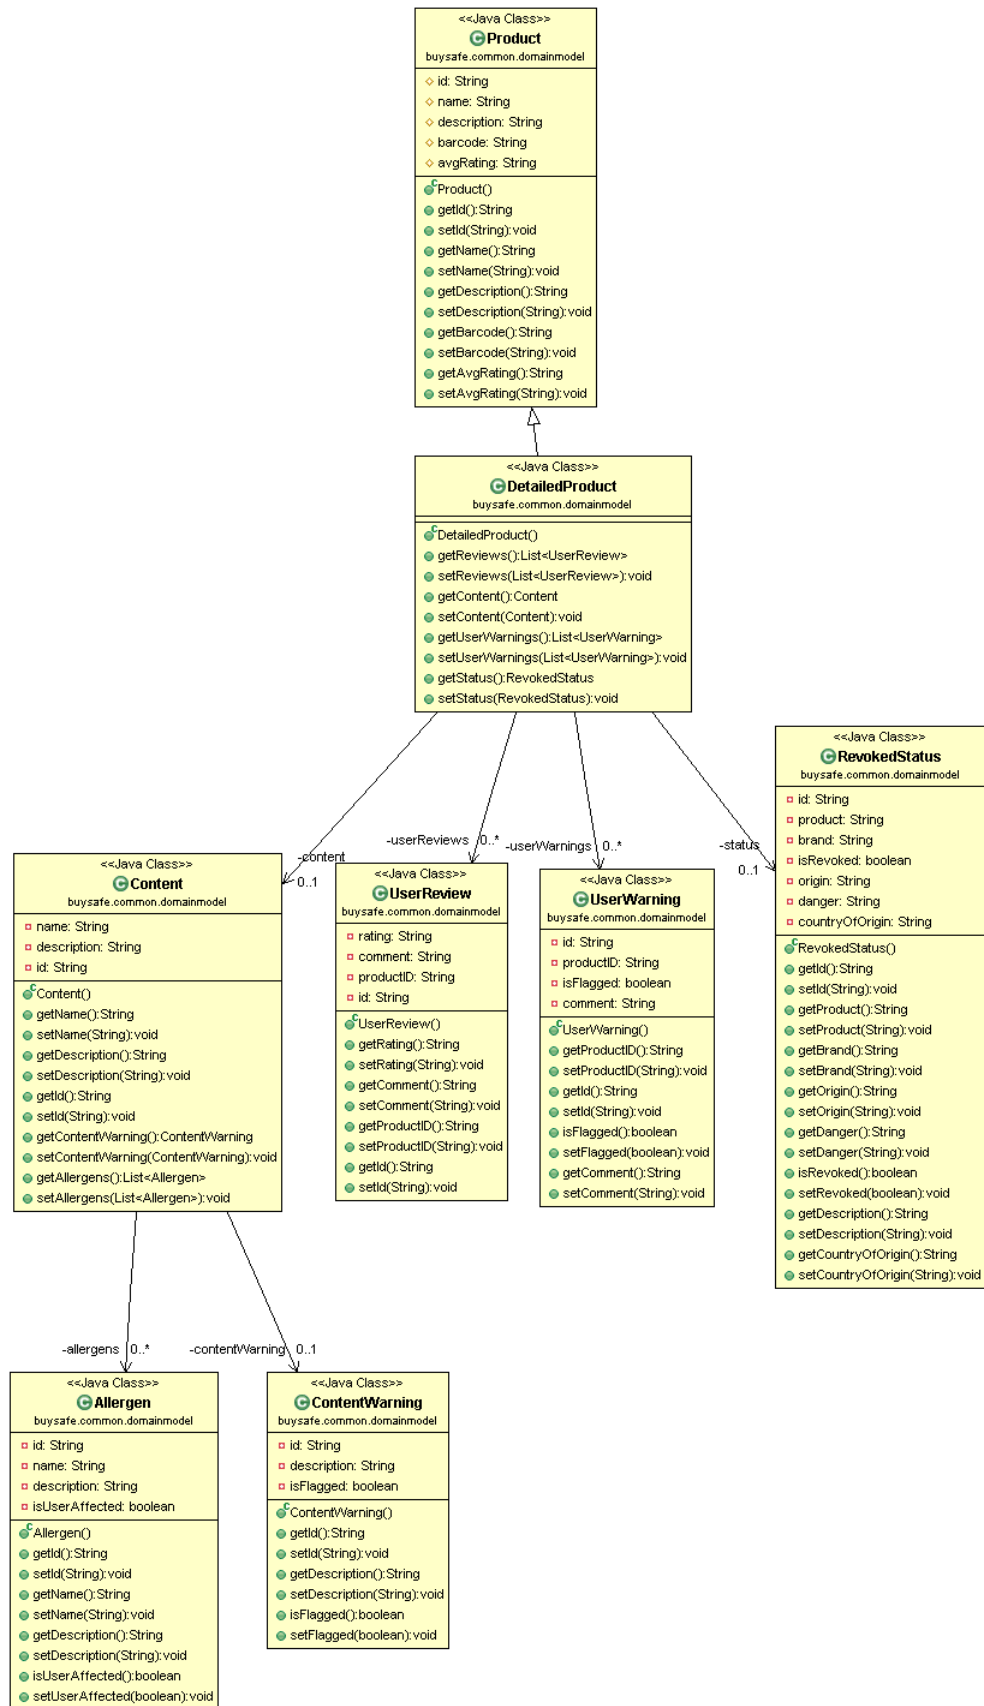 <<Java Class>>
Product
buysafe.common.domainmodel
id: String
name: String
description: String
barcode: String
avgRating: String
Product()
getId():String
setId(String):void
getName():String
setName(String):void
getDescription():String
setDescription(String):void
getBarcode():String
setBarcode(String):void
getAvgRating():String
setAvgRating(String):void
<<Java Class>>
DetailedProduct
buysafe.common.domainmodel
DetailedProduct()
getReviews():List<UserReview>
setReviews(List<UserReview>):void
getContent():Content
setContent(Content):void
getUserWarnings():List<UserWarning>
setUserWarnings(List<UserWarning>):void
getStatus():RevokedStatus
setStatus(RevokedStatus):void
-content
0..1
-userReviews 0..*
-userWarnings 0..*
-status
0..1
<<Java Class>>
Content
buysafe.common.domainmodel
name: String
description: String
id: String
Content()
getName():String
setName(String):void
getDescription():String
setDescription(String):void
getId():String
setId(String):void
getContentWarning():ContentWarning
setContentWarning(ContentWarning):void
getAllergens():List<Allergen>
setAllergens(List<Allergen>):void
<<Java Class>>
UserReview
buysafe.common.domainmodel
rating: String
comment: String
productID: String
id: String
UserReview()
getRating():String
setRating(String):void
getComment():String
setComment(String):void
getProductID():String
setProductID(String):void
getId():String
setId(String):void
<<Java Class>>
UserWarning
buysafe.common.domainmodel
id: String
productID: String
isFlagged: boolean
comment: String
UserWarning()
getProductID():String
setProductID(String):void
getId():String
setId(String):void
isFlagged():boolean
setFlagged(boolean):void
getComment():String
setComment(String):void
<<Java Class>>
RevokedStatus
buysafe.common.domainmodel
id: String
product: String
brand: String
isRevoked: boolean
origin: String
danger: String
countryOfOrigin: String
RevokedStatus()
getId():String
setId(String):void
getProduct():String
setProduct(String):void
getBrand():String
setBrand(String):void
getOrigin():String
setOrigin(String):void
getDanger():String
setDanger(String):void
isRevoked():boolean
setRevoked(boolean):void
getDescription():String
setDescription(String):void
getCountryOfOrigin():String
setCountryOfOrigin(String):void
-allergens 0..*
-contentWarning 0..1
<<Java Class>>
Allergen
buysafe.common.domainmodel
id: String
name: String
description: String
isUserAffected: boolean
Allergen()
getId():String
setId(String):void
getName():String
setName(String):void
getDescription():String
setDescription(String):void
isUserAffected():boolean
setUserAffected(boolean):void
<<Java Class>>
ContentWarning
buysafe.common.domainmodel
id: String
description: String
isFlagged: boolean
ContentWarning()
getId():String
setId(String):void
getDescription():String
setDescription(String):void
isFlagged():boolean
setFlagged(boolean):void